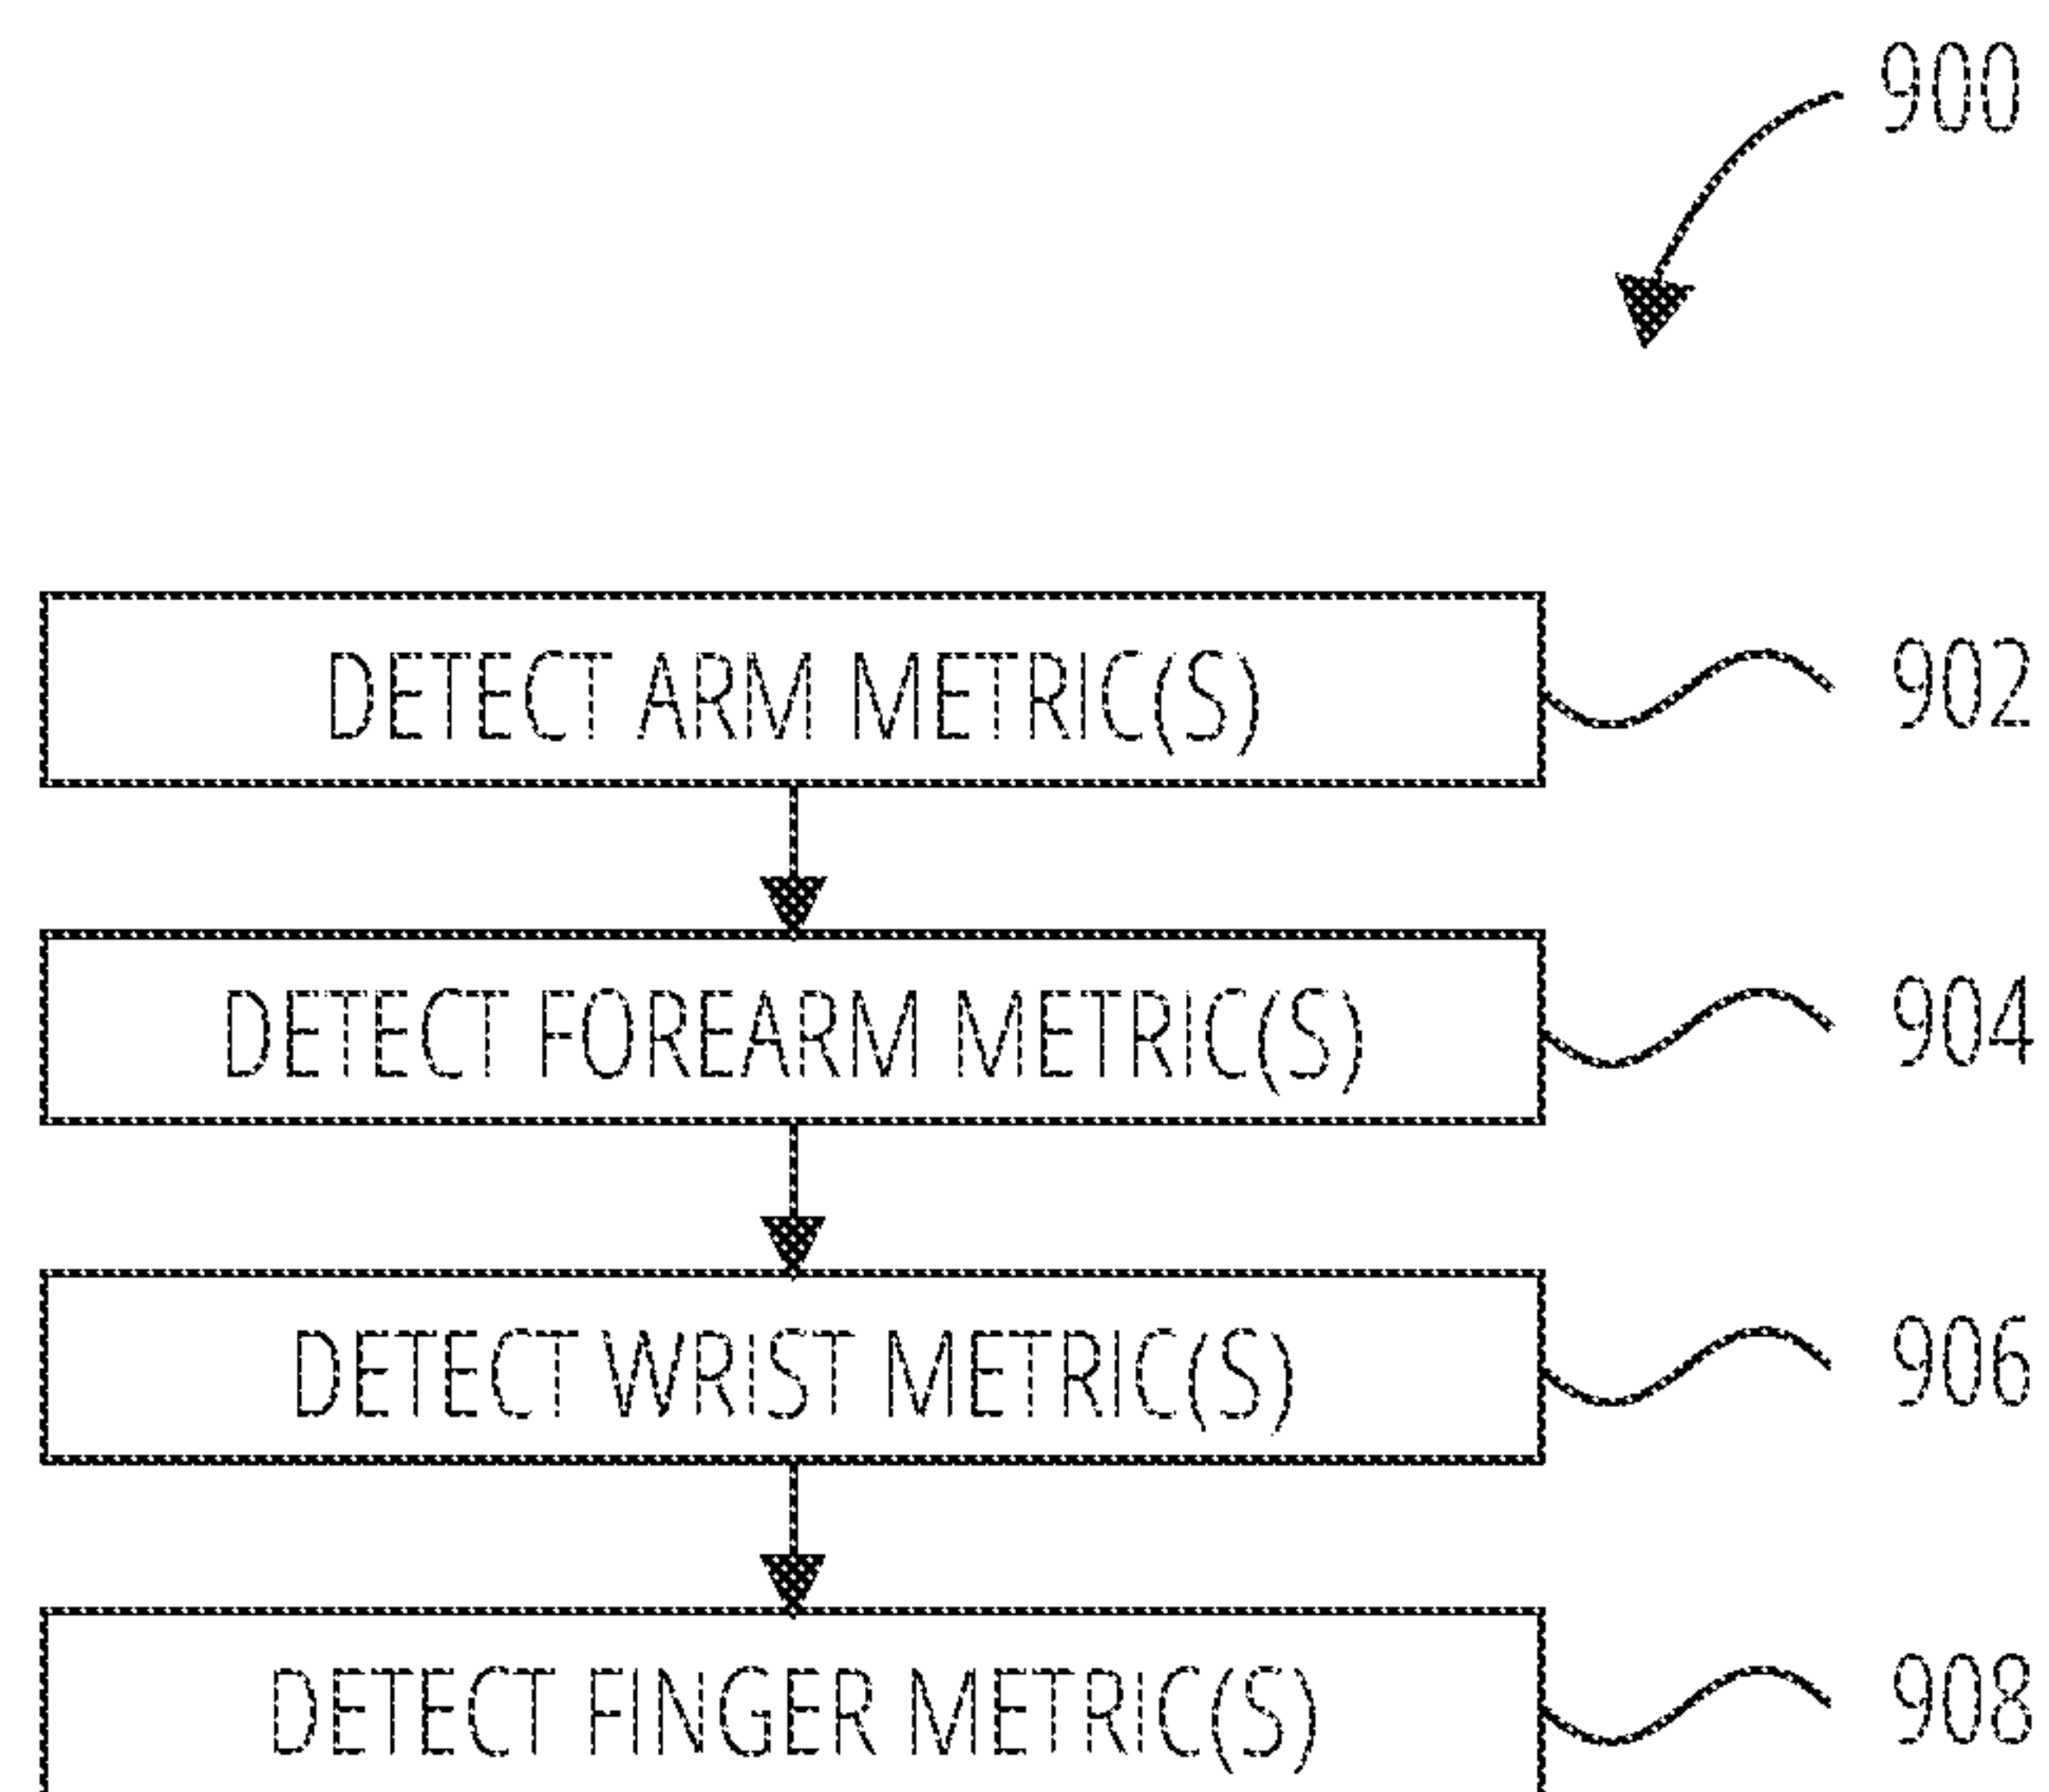 900
DETECT ARM METRIC(S) 902
DETECT FOREARM METRIC(S) 904
DETECT WRIST METRIC(S) 906
DETECT FINGER METRIC(S) 908